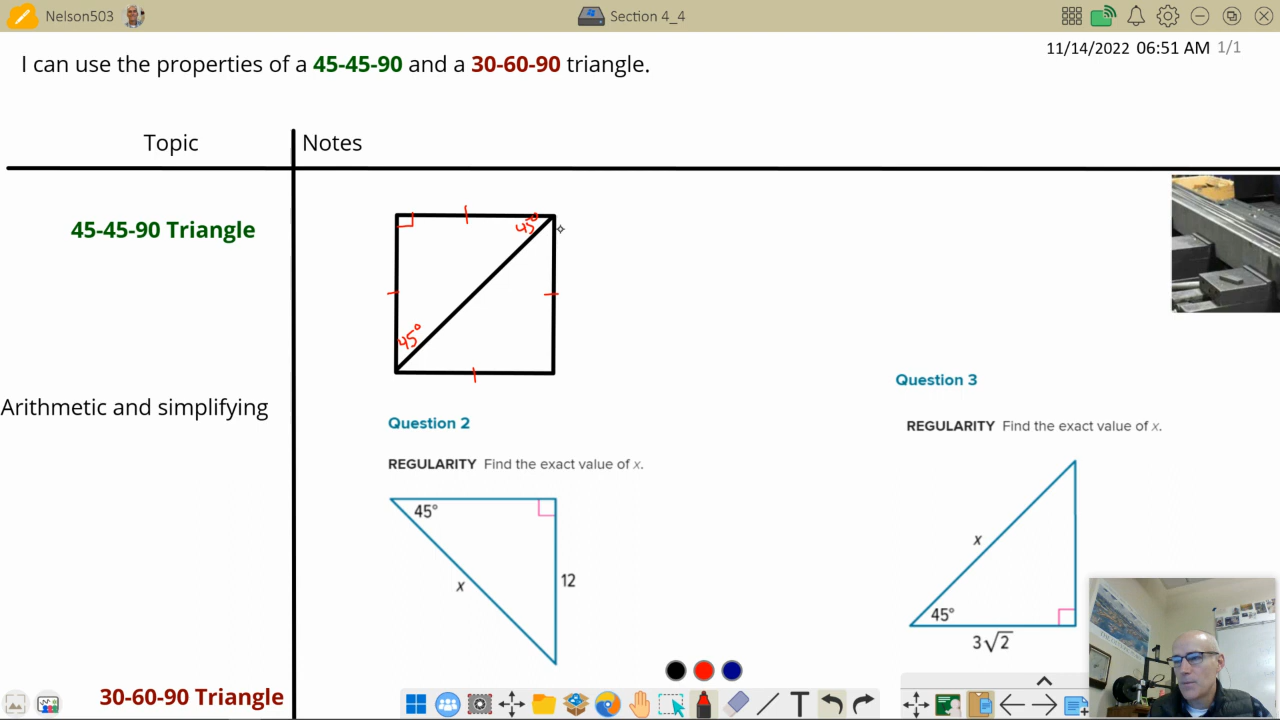 Nelson503
Section 4_4
11/14/2022 06:51 AM 1/1
I can use the properties of a 45-45-90 and a 30-60-90 triangle.
Topic
Notes
45-45-90 Triangle
45°
45°
Arithmetic and simplifying
Question 2
REGULARITY Find the exact value of x.
45°
x
12
Question 3
REGULARITY Find the exact value of x.
x
45°
3√2
30-60-90 Triangle
T